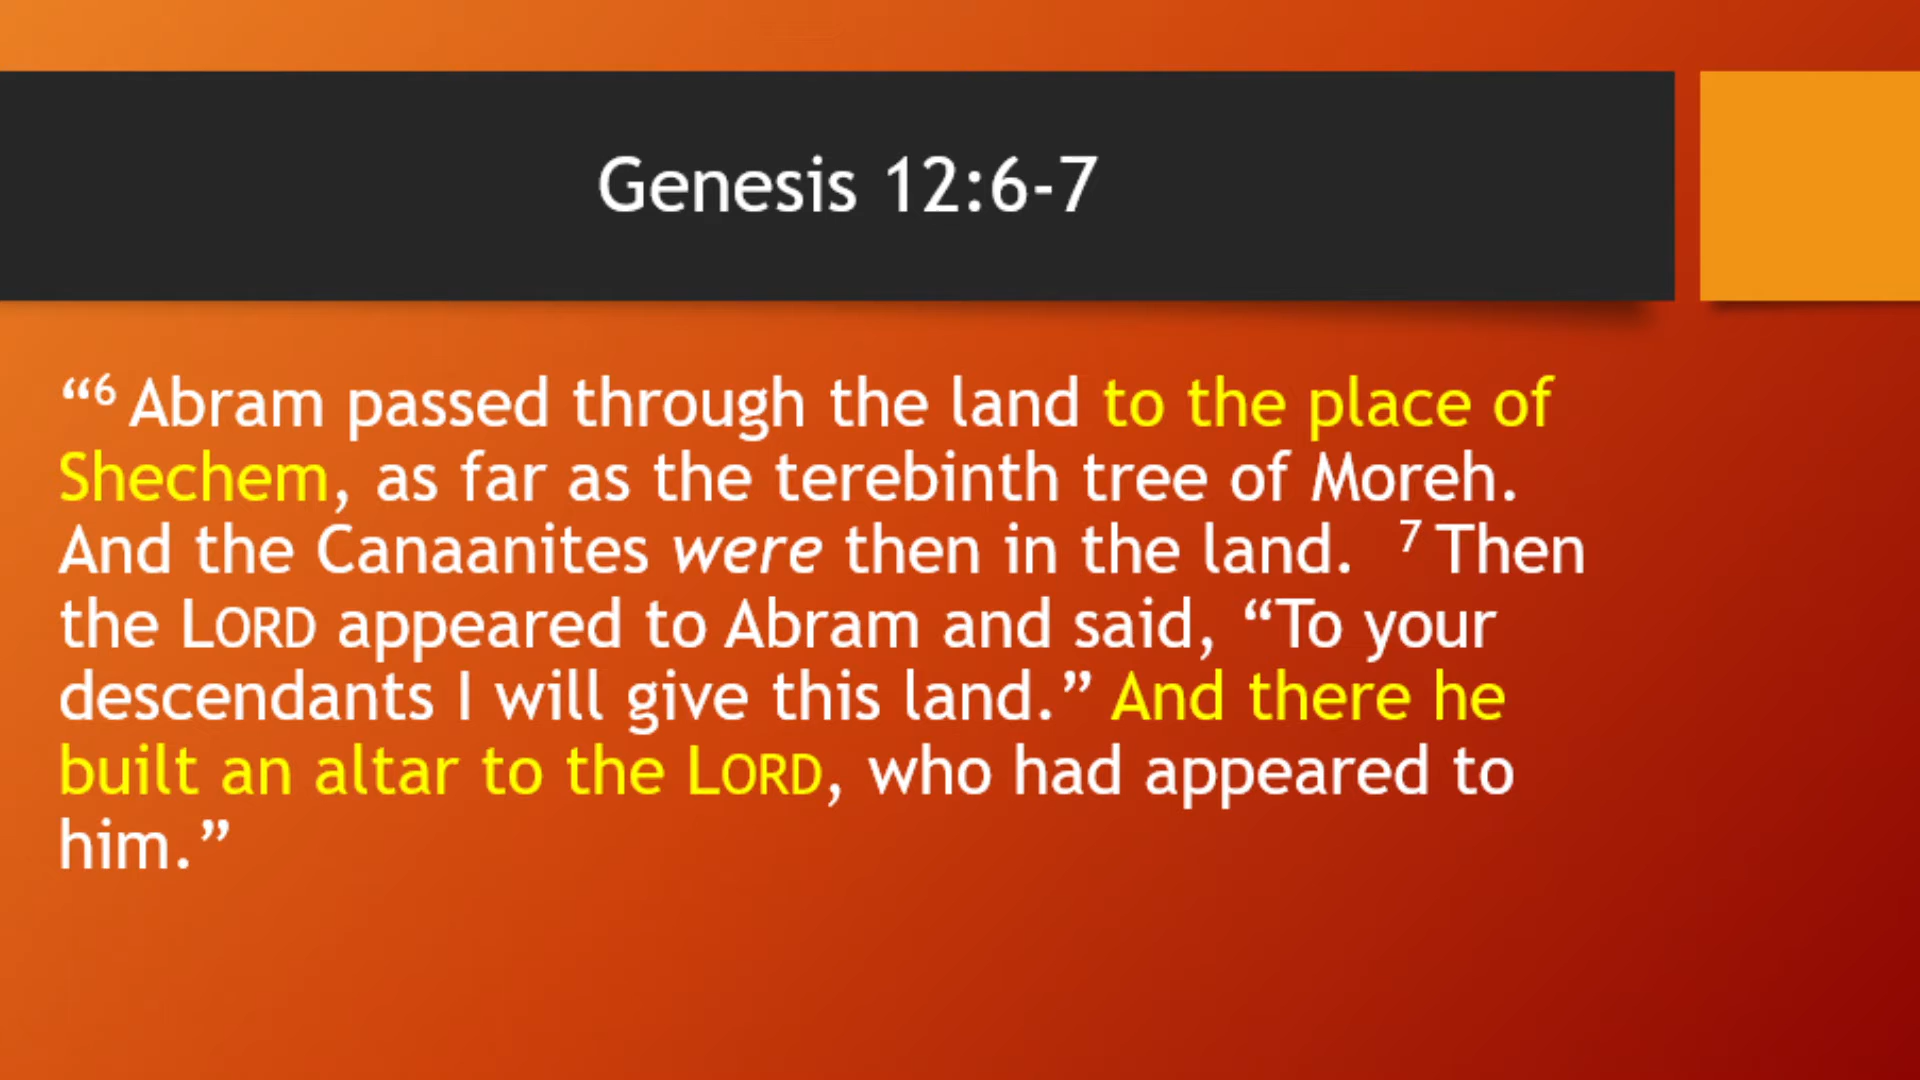 Genesis 12:6-7
“⁶ Abram passed through the land to the place of
Shechem, as far as the terebinth tree of Moreh.
And the Canaanites were then in the land.  ⁷ Then
the LORD appeared to Abram and said, “To your
descendants I will give this land.” And there he
built an altar to the LORD, who had appeared to
him.”